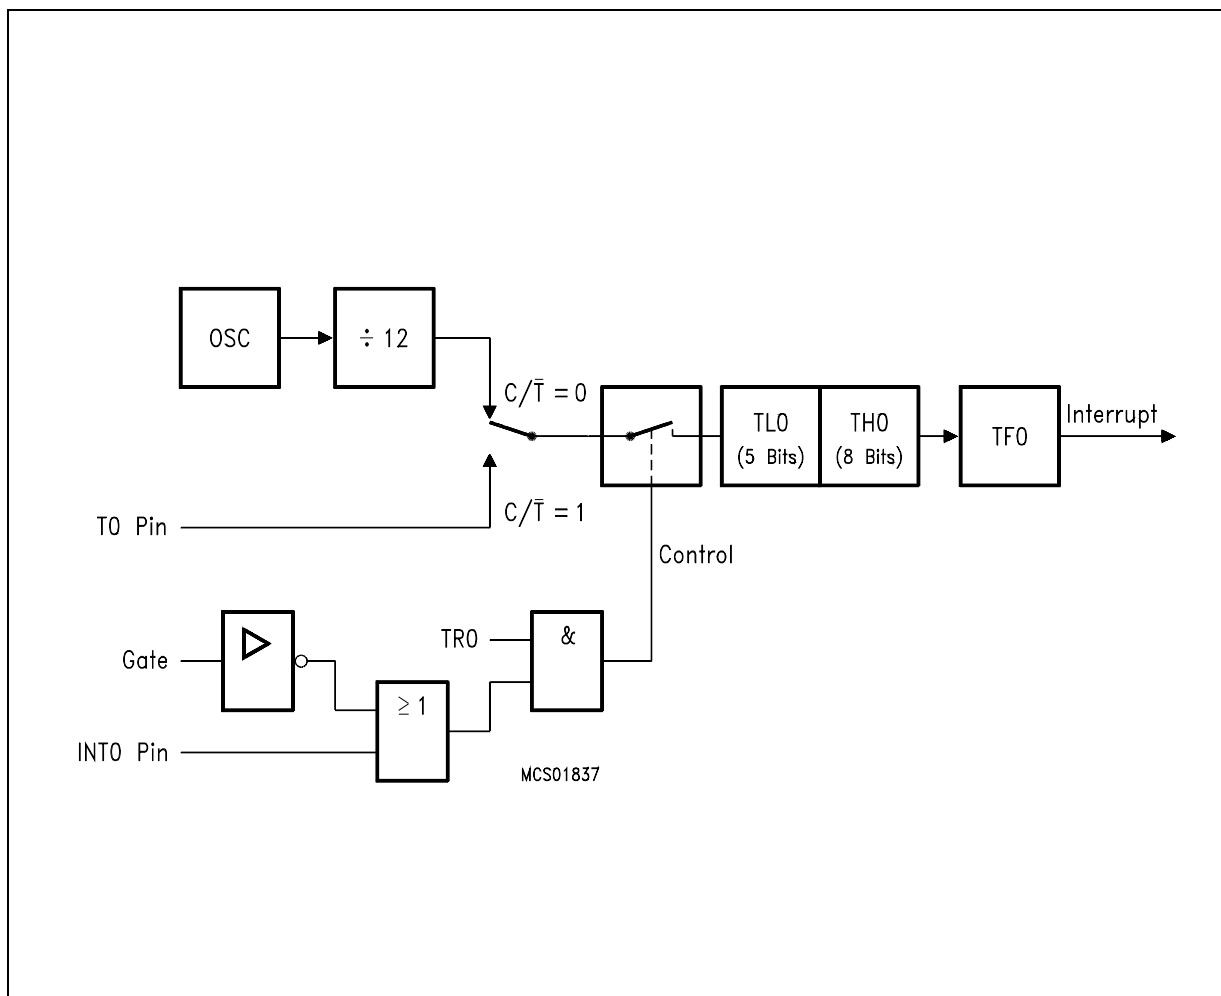 OSC
÷ 12
C/T̅ = 0
TL0
(5 Bits)
TH0
(8 Bits)
TF0
Interrupt
T0 Pin
C/T̅ = 1
Control
Gate
TR0
&
≥ 1
INT0 Pin
MCS01837